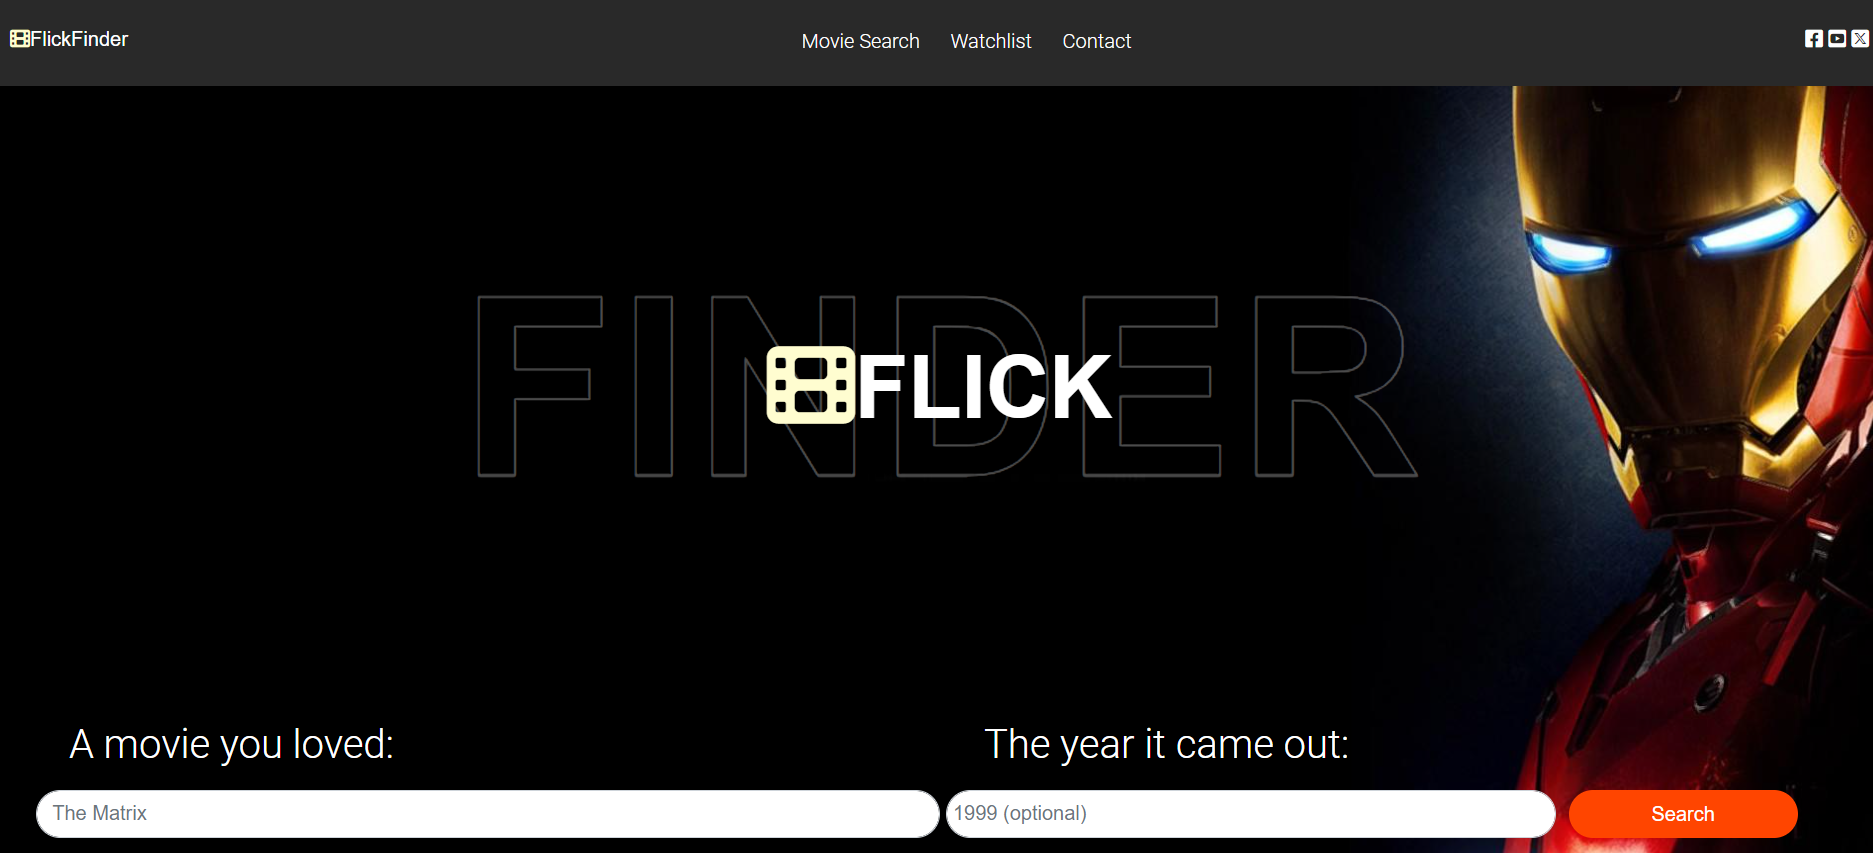 FlickFinder
Movie Search Watchlist Contact
FINDER
FLICK
A movie you loved:
The year it came out:
The Matrix
1999 (optional)
Search